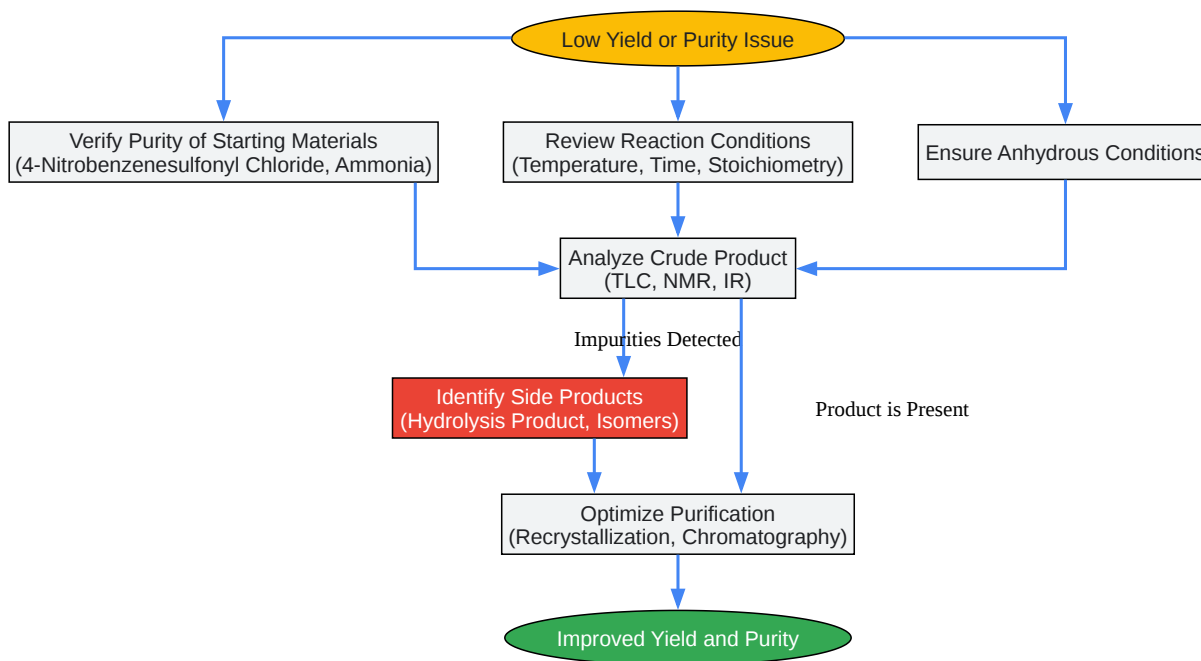 Low Yield or Purity Issue
Verify Purity of Starting Materials
(4-Nitrobenzenesulfonyl Chloride, Ammonia)
Review Reaction Conditions
(Temperature, Time, Stoichiometry)
Ensure Anhydrous Conditions
Analyze Crude Product
(TLC, NMR, IR)
Impurities Detected
Identify Side Products
(Hydrolysis Product, Isomers)
Product is Present
Optimize Purification
(Recrystallization, Chromatography)
Improved Yield and Purity